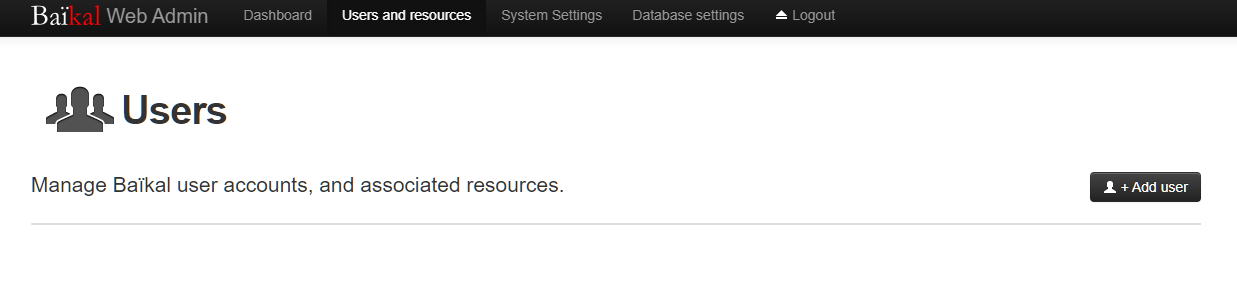 Baïkal Web Admin Dashboard Users and resources System Settings Database settings Logout
Users
Manage Baïkal user accounts, and associated resources.
+ Add user